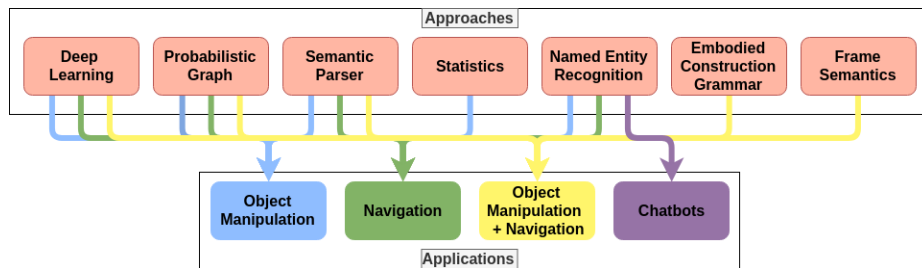 Approaches
Deep
Learning
Probabilistic
Graph
Semantic
Parser
Statistics
Named Entity
Recognition
Embodied
Construction
Grammar
Frame
Semantics
Object
Manipulation
Navigation
Object
Manipulation
+ Navigation
Chatbots
Applications